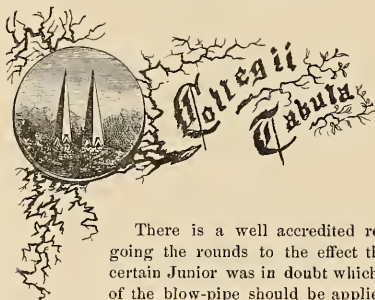 Collegii
Tabula
There is a well accredited re
going the rounds to the effect th
certain Junior was in doubt which
of the blow-pipe should be applie